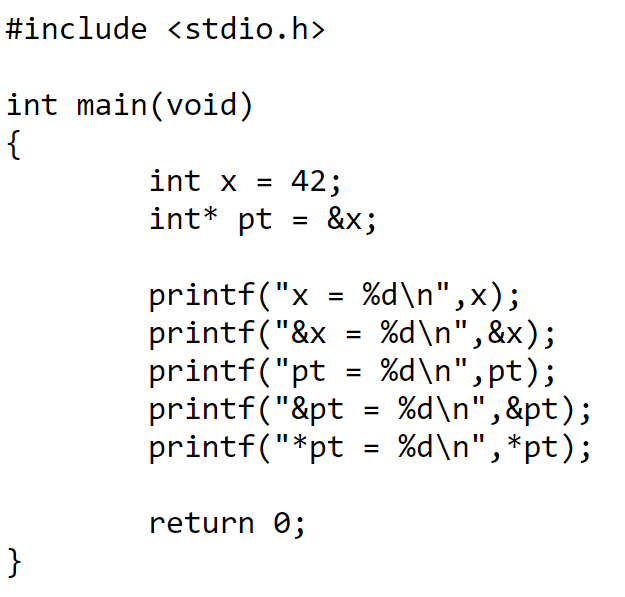 #include <stdio.h>
int main(void)
{
int x = 42;
int* pt = &x;
printf("x = %d\n",x);
printf("&x = %d\n",&x);
printf("pt = %d\n",pt);
printf("&pt = %d\n",&pt);
printf("*pt = %d\n",*pt);
return 0;
}